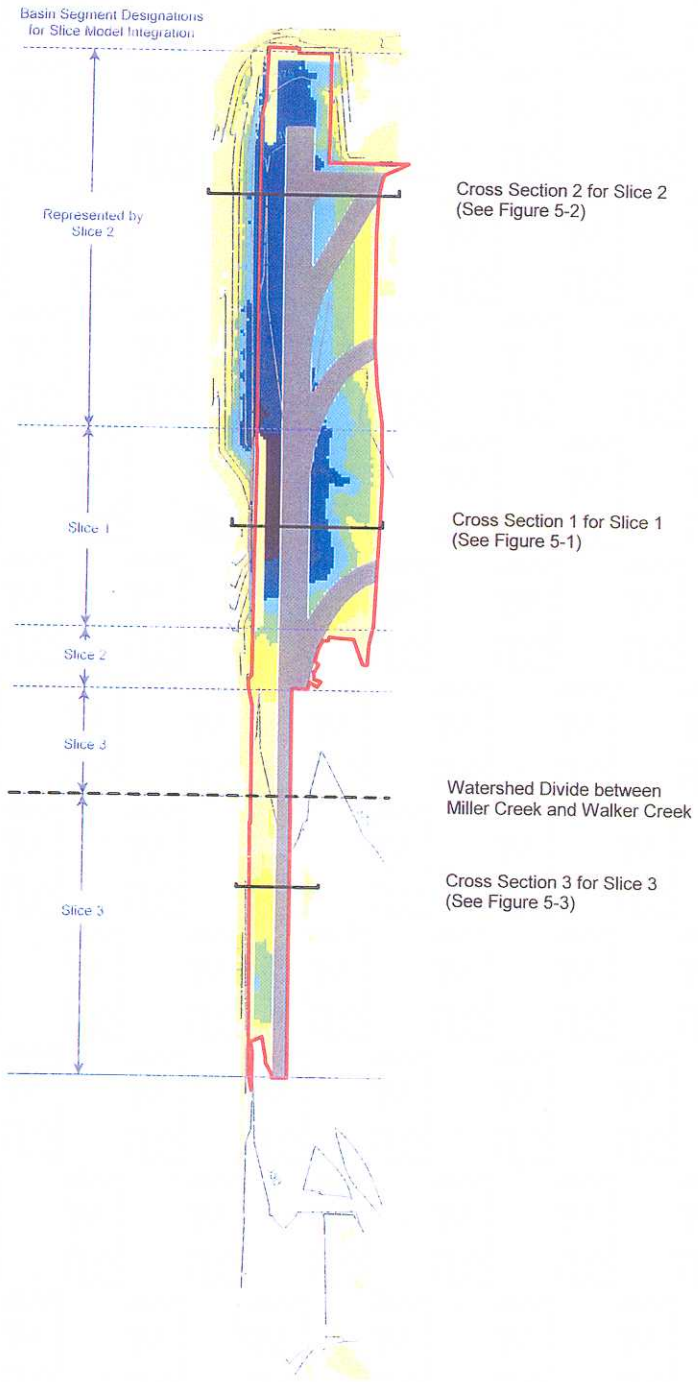 Basin Segment Designations
for Slice Model Integration
Represented by
Slice 2
Cross Section 2 for Slice 2
(See Figure 5-2)
Slice 1
Cross Section 1 for Slice 1
(See Figure 5-1)
Slice 2
Slice 3
Watershed Divide between
Miller Creek and Walker Creek
Cross Section 3 for Slice 3
(See Figure 5-3)
Slice 3